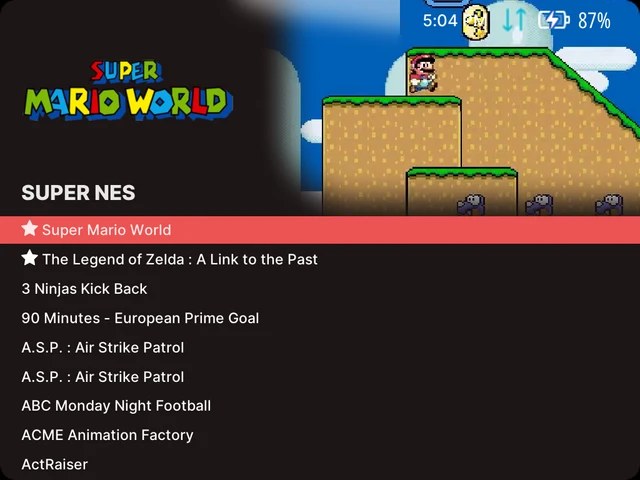 5:04 87%
SUPER
MARIO WORLD
SUPER NES
Super Mario World
The Legend of Zelda : A Link to the Past
3 Ninjas Kick Back
90 Minutes - European Prime Goal
A.S.P. : Air Strike Patrol
A.S.P. : Air Strike Patrol
ABC Monday Night Football
ACME Animation Factory
ActRaiser